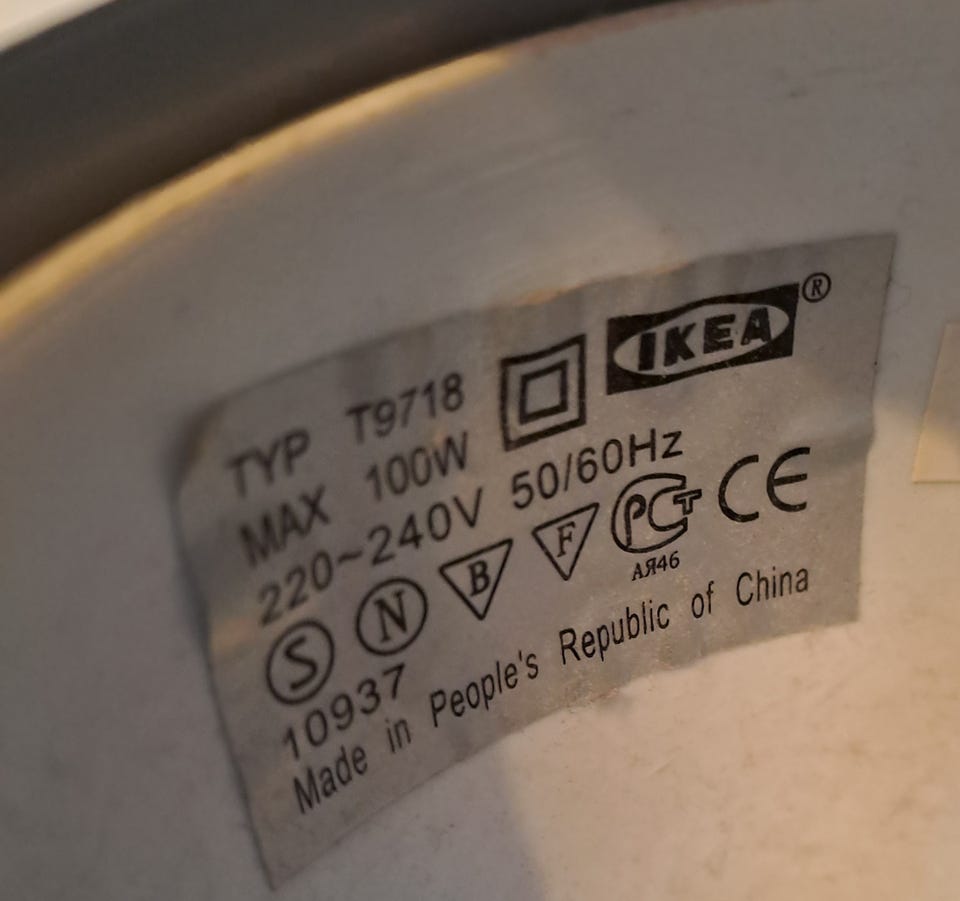 IKEA®
TYP T9718
MAX 100W
220~240V 50/60Hz
S N B F PCT CE
АЯ46
10937
Made in People's Republic of China